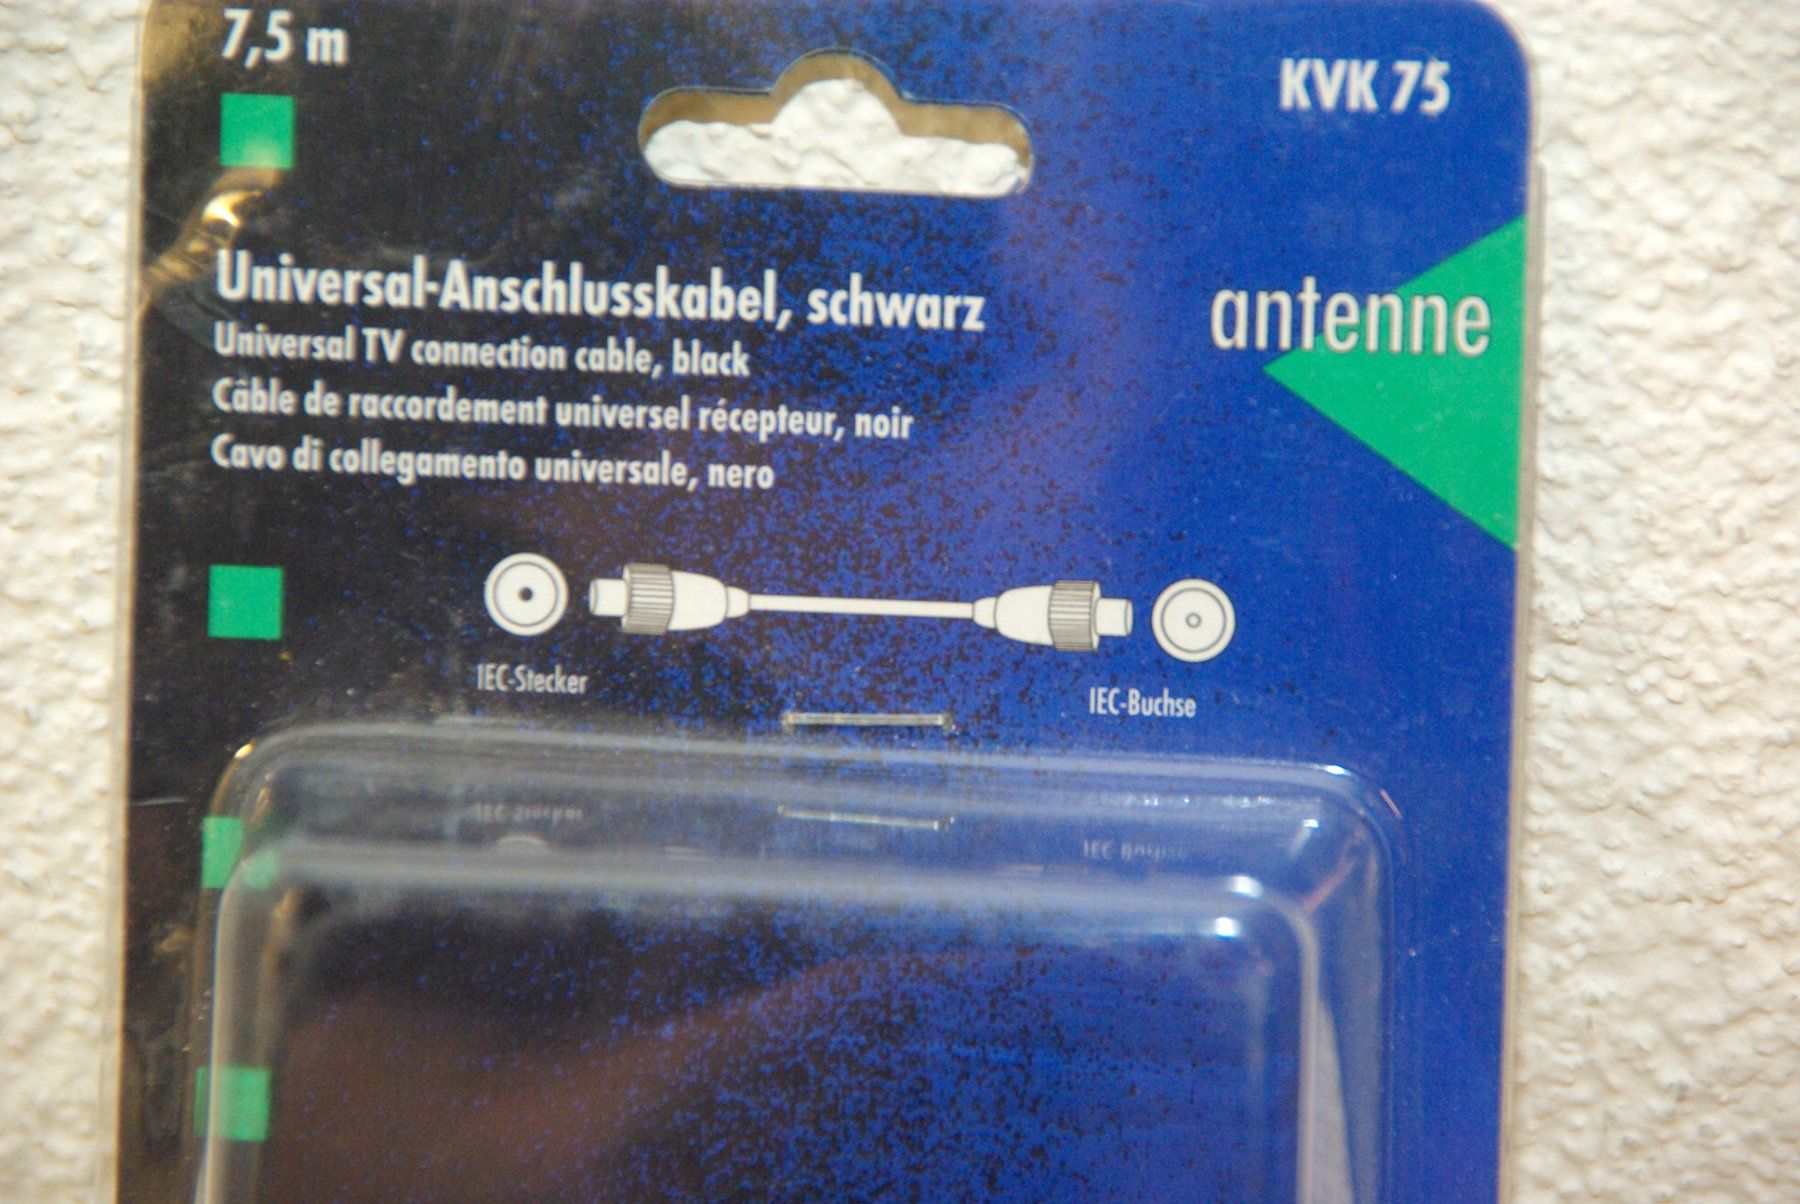 7,5 m
KVK 75
Universal-Anschlusskabel, schwarz
Universal TV connection cable, black
Câble de raccordement universel récepteur, noir
Cavo di collegamento universale, nero
antenne
IEC-Stecker
IEC-Buchse